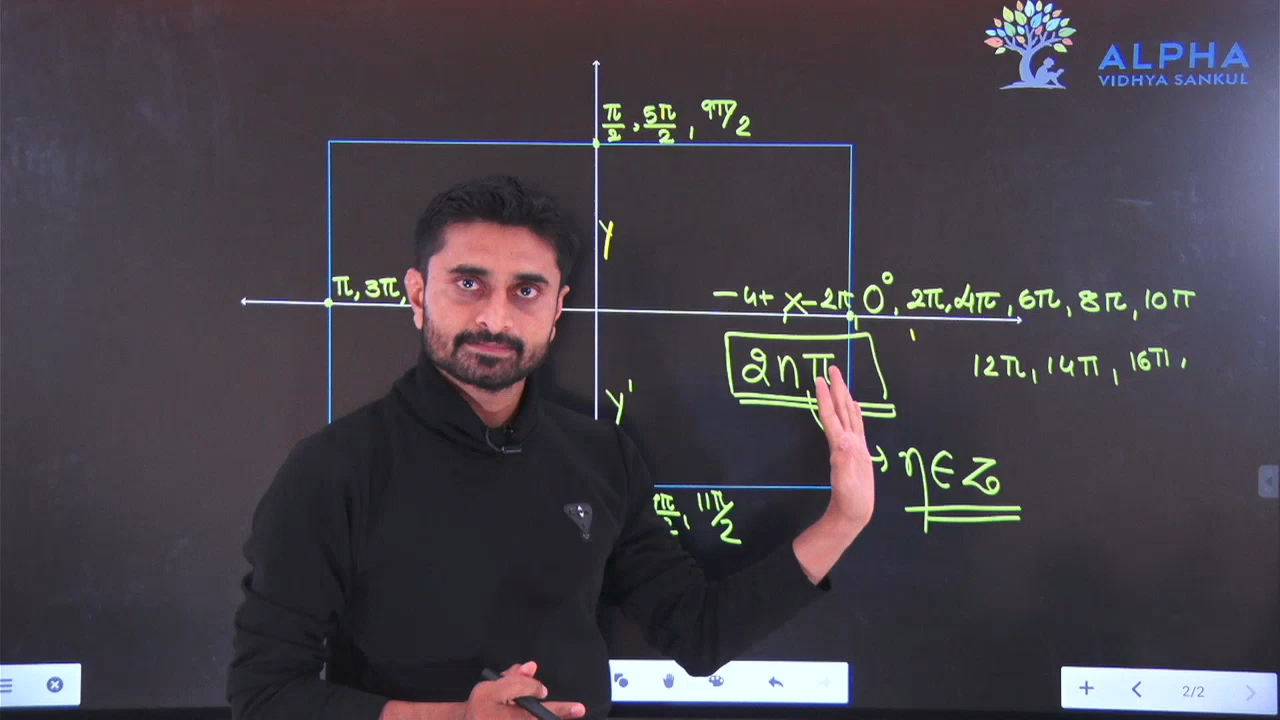 ALPHA
VIDHYA SANKUL
π/2, 5π/2, 9π/2
y
π, 3π,
x -2π 0°, 2π, 4π, 6π, 8π, 10π
2nπ
12π, 14π, 16π,
y'
→ n∈Z
11π/2
2/2